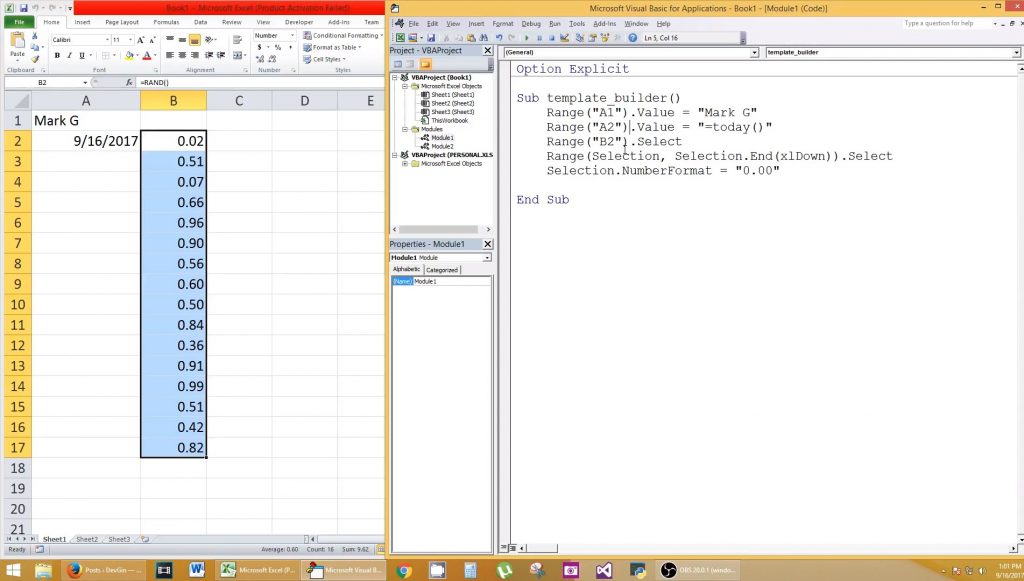 Book1 - Microsoft Excel (Product Activation Failed)
File Home Insert Page Layout Formulas Data Review View Developer Add-Ins Team
Paste
Calibri 11
Number
Conditional Formatting
Format as Table
Cell Styles
Clipboard Font Alignment Number Styles
B2 fx =RAND()
A B C D E
1 Mark G
2 9/16/2017 0.02
3 0.51
4 0.07
5 0.66
6 0.96
7 0.90
8 0.56
9 0.60
10 0.50
11 0.84
12 0.36
13 0.91
14 0.99
15 0.51
16 0.42
17 0.82
18
19
20
21
Sheet1 Sheet2 Sheet3
Ready Average: 0.60 Count: 16 Sum: 9.62
Microsoft Visual Basic for Applications - Book1 - [Module1 (Code)]
File Edit View Insert Format Debug Run Tools Add-Ins Window Help
Type a question for help
Ln 5, Col 16
Project - VBAProject
VBAProject (Book1)
Microsoft Excel Objects
Sheet1 (Sheet1)
Sheet2 (Sheet2)
Sheet3 (Sheet3)
ThisWorkbook
Modules
Module1
Module2
VBAProject (PERSONAL.XLS
Microsoft Excel Objects
Properties - Module1
Module1 Module
Alphabetic Categorized
(Name) Module1
(General) template_builder
Option Explicit
Sub template_builder()
Range("A1").Value = "Mark G"
Range("A2").Value = "=today()"
Range("B2").Select
Range(Selection, Selection.End(xlDown)).Select
Selection.NumberFormat = "0.00"
End Sub
Posts ‹ DevGin — ...
Microsoft Excel (P...
Microsoft Visual B...
OBS 20.0.1 (windo...
1:01 PM
9/16/2017